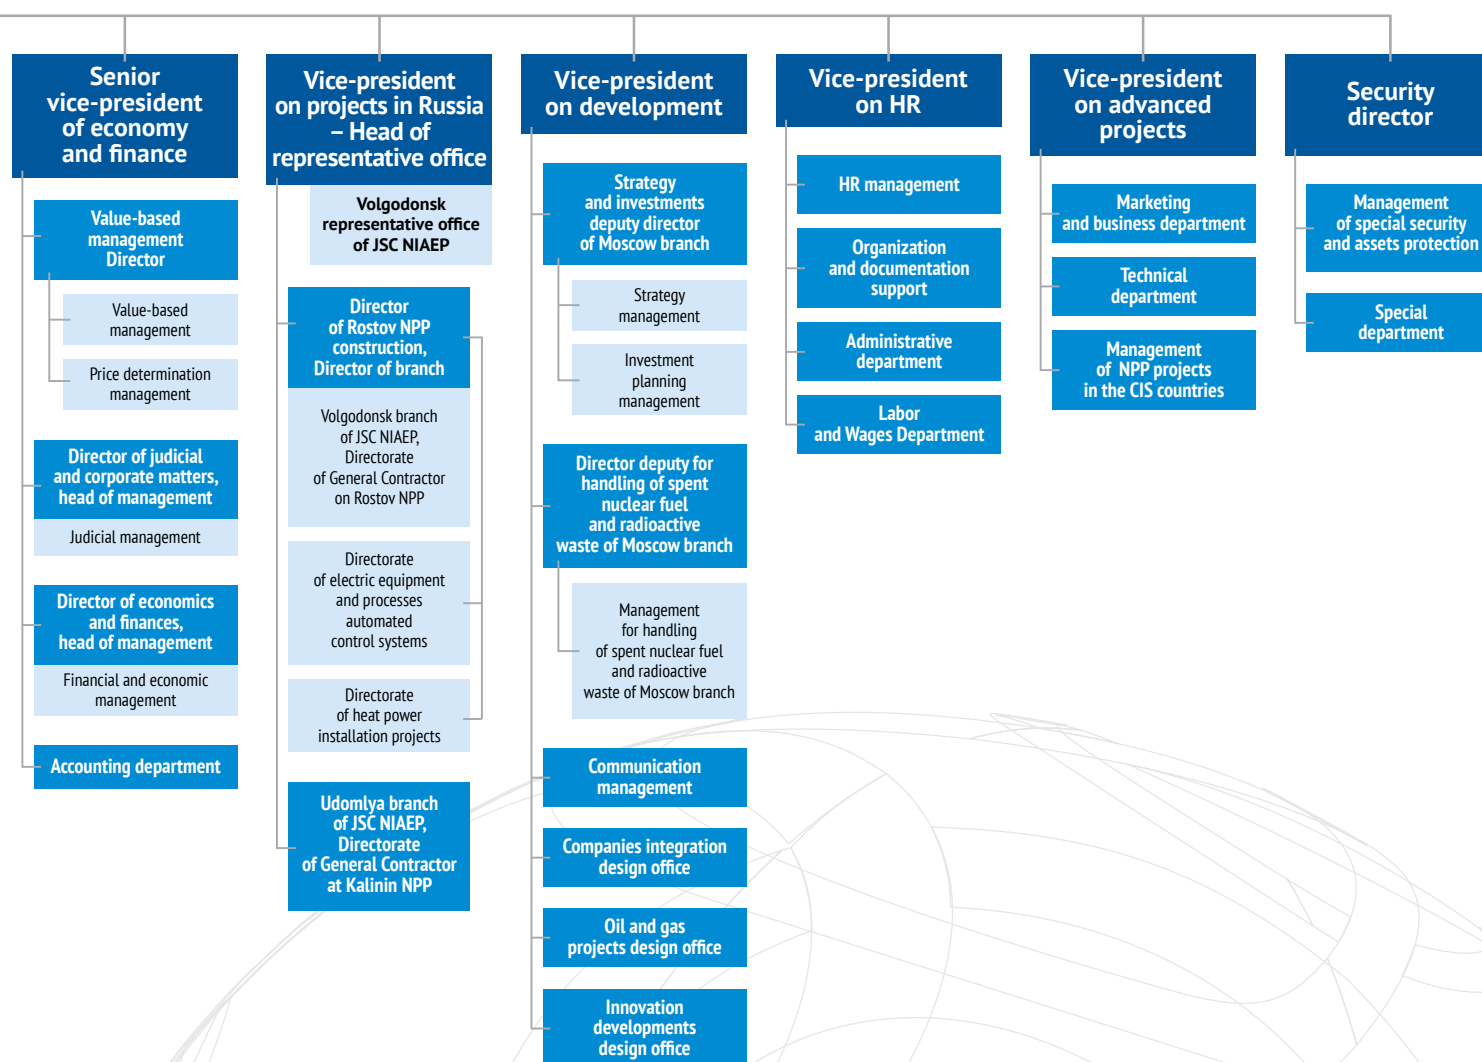 Senior
vice-president
of economy
and finance
Value-based
management
Director
Value-based
management
Price determination
management
Director of judicial
and corporate matters,
head of management
Judicial management
Director of economics
and finances,
head of management
Financial and economic
management
Accounting department
Vice-president
on projects in Russia
– Head of
representative office
Volgodonsk
representative office
of JSC NIAEP
Director
of Rostov NPP
construction,
Director of branch
Volgodonsk branch
of JSC NIAEP,
Directorate
of General Contractor
on Rostov NPP
Directorate
of electric equipment
and processes
automated
control systems
Directorate
of heat power
installation projects
Udomlya branch
of JSC NIAEP,
Directorate
of General Contractor
at Kalinin NPP
Vice-president
on development
Strategy
and investments
deputy director
of Moscow branch
Strategy
management
Investment
planning
management
Director deputy for
handling of spent
nuclear fuel
and radioactive
waste of Moscow branch
Management
for handling
of spent nuclear fuel
and radioactive
waste of Moscow branch
Communication
management
Companies integration
design office
Oil and gas
projects design office
Innovation
developments
design office
Vice-president
on HR
HR management
Organization
and documentation
support
Administrative
department
Labor
and Wages Department
Vice-president
on advanced
projects
Marketing
and business department
Technical
department
Management
of NPP projects
in the CIS countries
Security
director
Management
of special security
and assets protection
Special
department